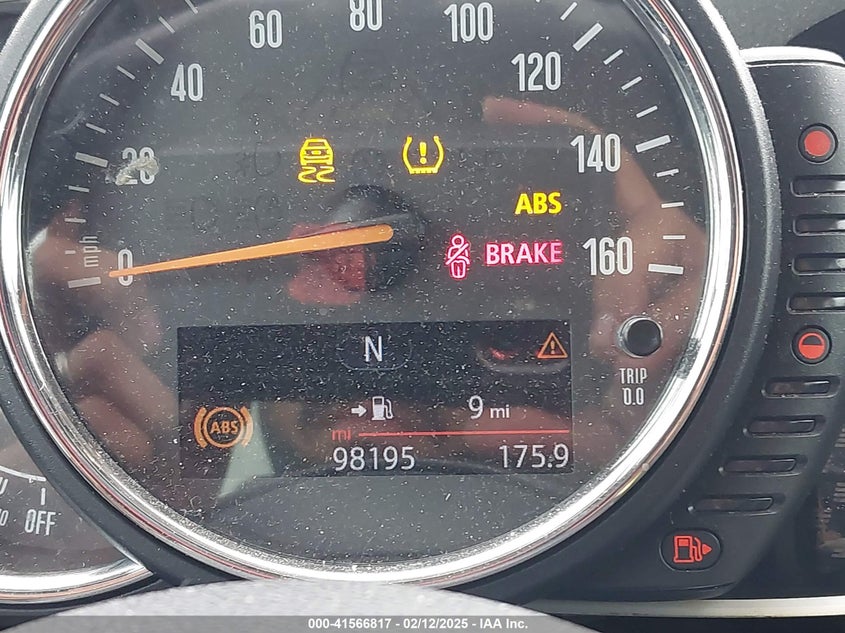 60 80 100
40 120
20 140
ABS
mph 0 BRAKE 160
N
TRIP
0.0
9 mi
ABS
mi
98195 175.9
OFF
000-41566817 - 02/12/2025 - IAA Inc.